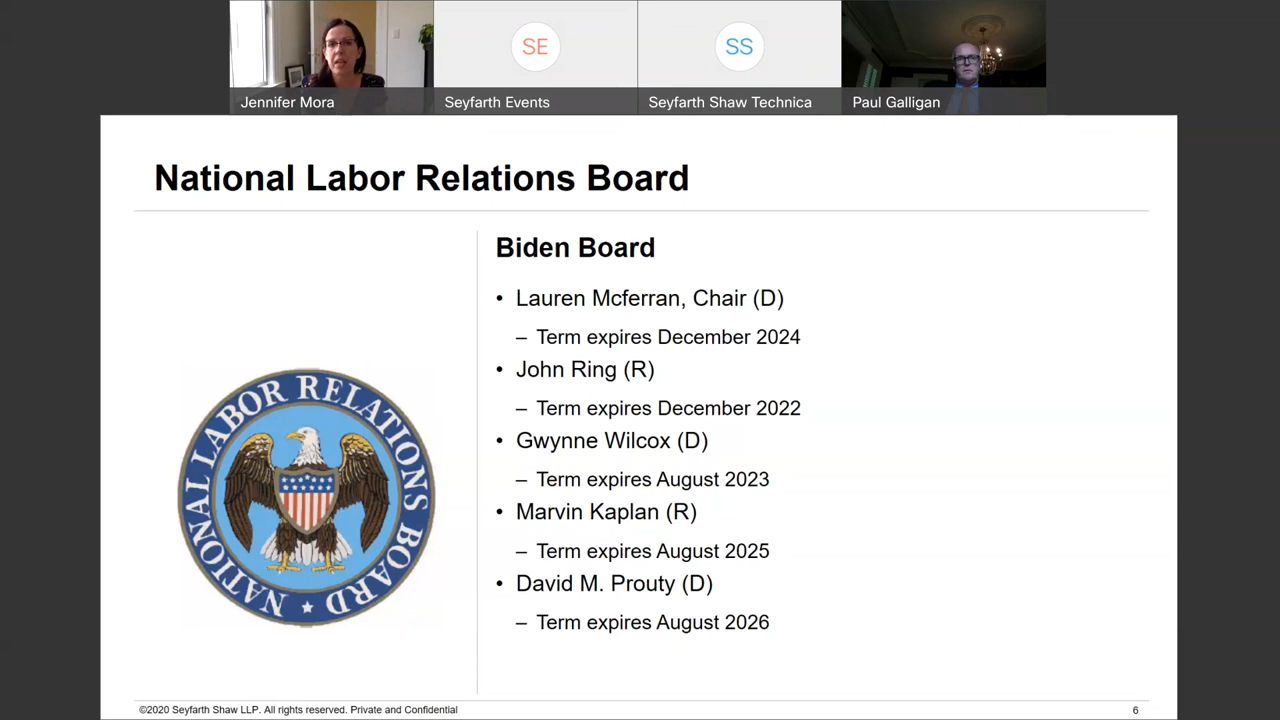 Jennifer Mora
SE
Seyfarth Events
SS
Seyfarth Shaw Technica
Paul Galligan
National Labor Relations Board
NATIONAL LABOR RELATIONS BOARD
Biden Board
• Lauren Mcferran, Chair (D)
– Term expires December 2024
• John Ring (R)
– Term expires December 2022
• Gwynne Wilcox (D)
– Term expires August 2023
• Marvin Kaplan (R)
– Term expires August 2025
• David M. Prouty (D)
– Term expires August 2026
©2020 Seyfarth Shaw LLP. All rights reserved. Private and Confidential
6